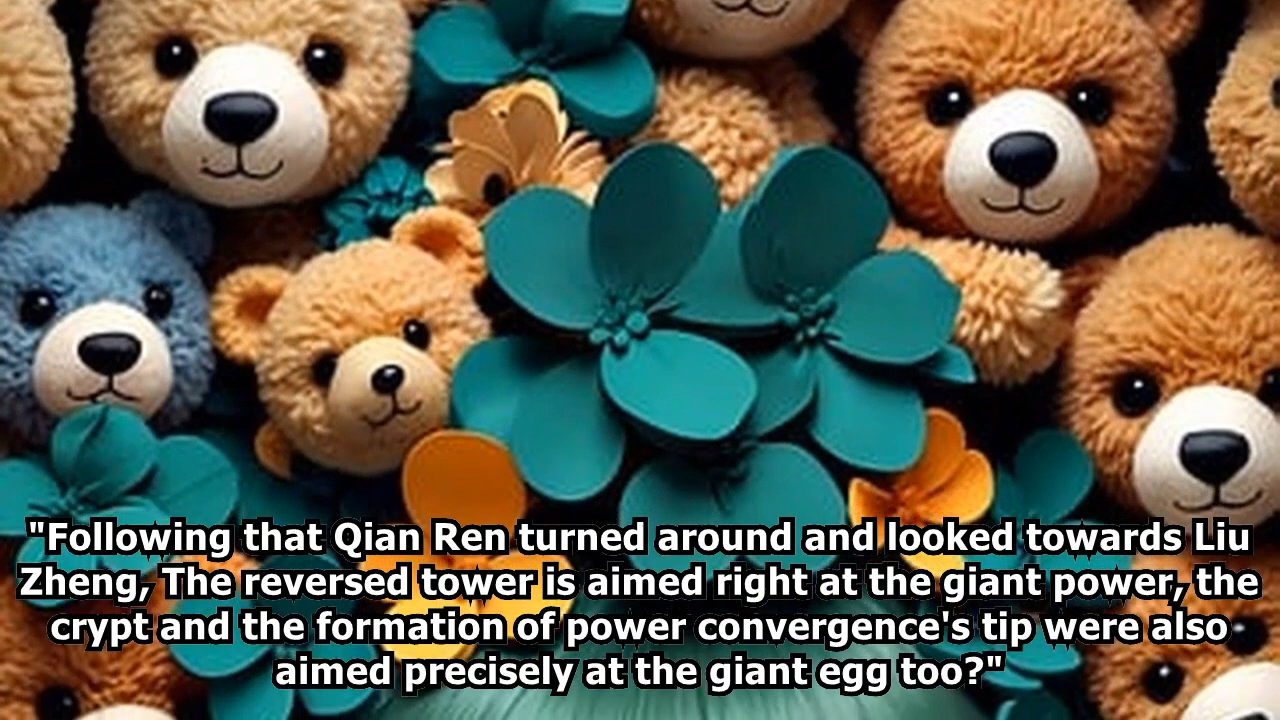 "Following that Qian Ren turned around and looked towards Liu
Zheng, The reversed tower is aimed right at the giant power, the
crypt and the formation of power convergence's tip were also
aimed precisely at the giant egg too?"